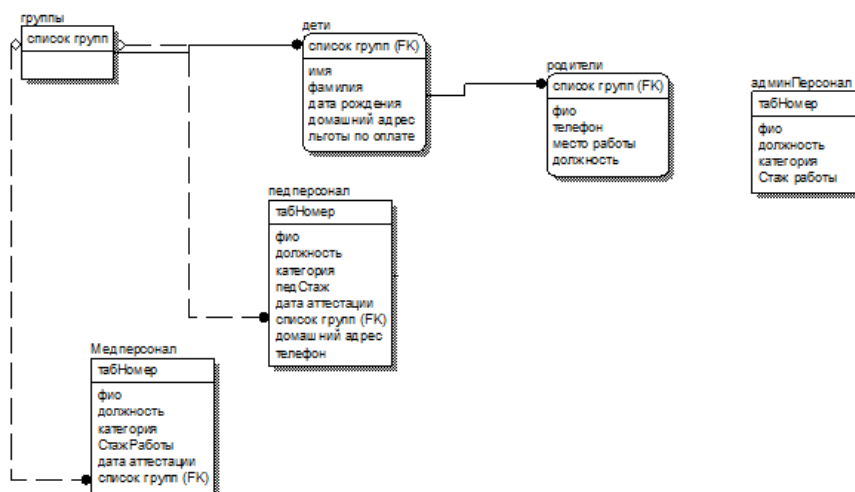 группы
список групп
дети
список групп (FK)
имя
фамилия
дата рождения
домашний адрес
льготы по оплате
родители
список групп (FK)
фио
телефон
место работы
должность
админПерсонал
табНомер
фио
должность
категория
Стаж работы
педперсонал
табНомер
фио
должность
категория
педСтаж
дата аттестации
список групп (FK)
домашний адрес
телефон
Медперсонал
табНомер
фио
должность
категория
СтажРаботы
дата аттестации
список групп (FK)